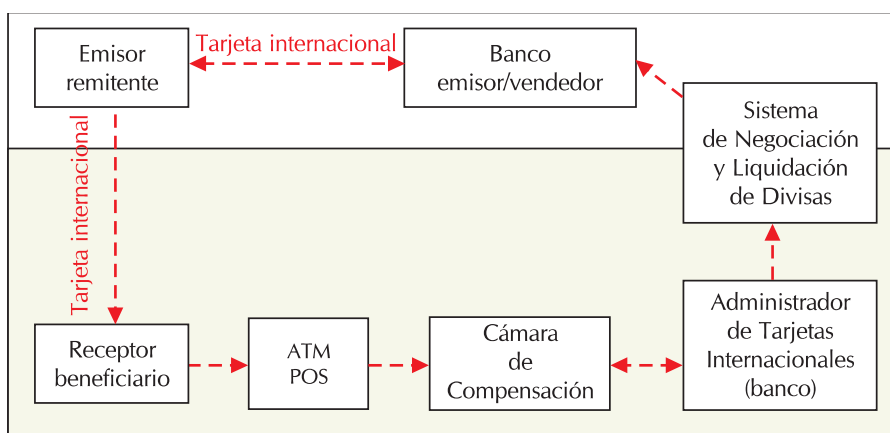 Emisor
remitente
Tarjeta internacional
Banco
emisor/vendedor
Sistema
de Negociación
y Liquidación
de Divisas
Tarjeta internacional
Receptor
beneficiario
ATM
POS
Cámara
de
Compensación
Administrador
de Tarjetas
Internacionales
(banco)